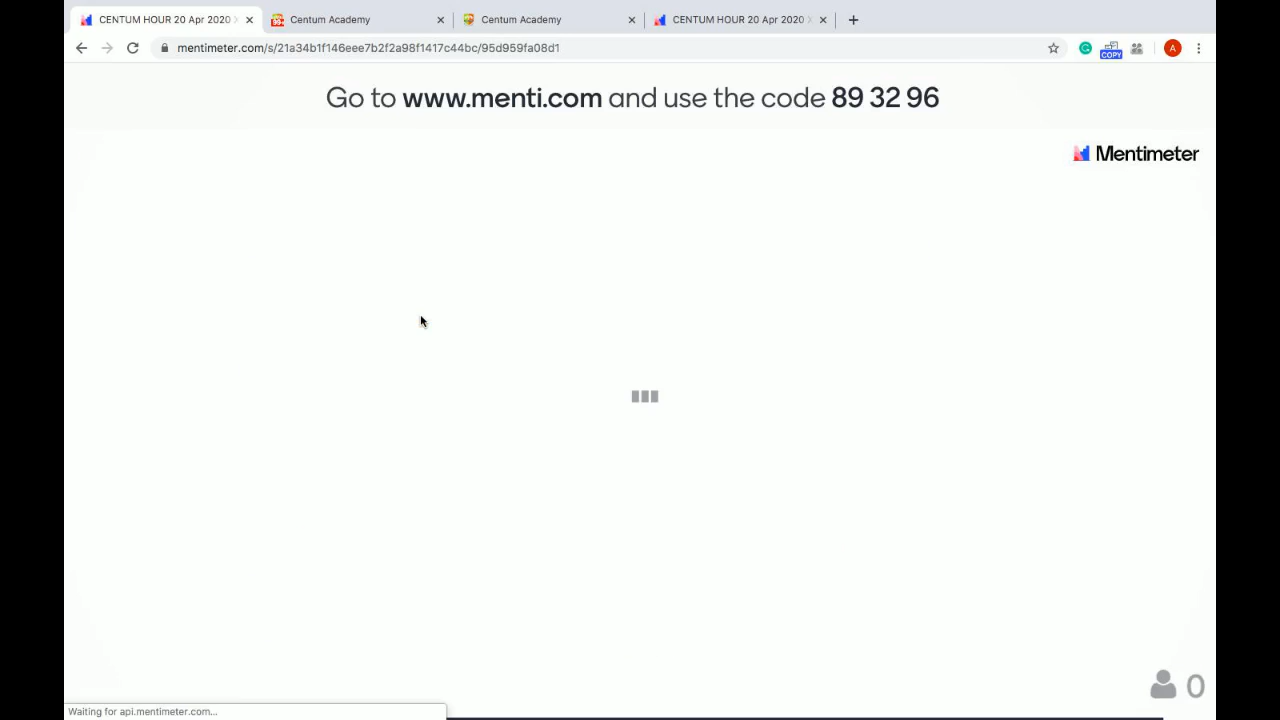 CENTUM HOUR 20 Apr 2020
Centum Academy
Centum Academy
CENTUM HOUR 20 Apr 2020
mentimeter.com/s/21a34b1f146eee7b2f2a98f1417c44bc/95d959fa08d1
COPY
A
Go to www.menti.com and use the code 89 32 96
Mentimeter
0
Waiting for api.mentimeter.com...